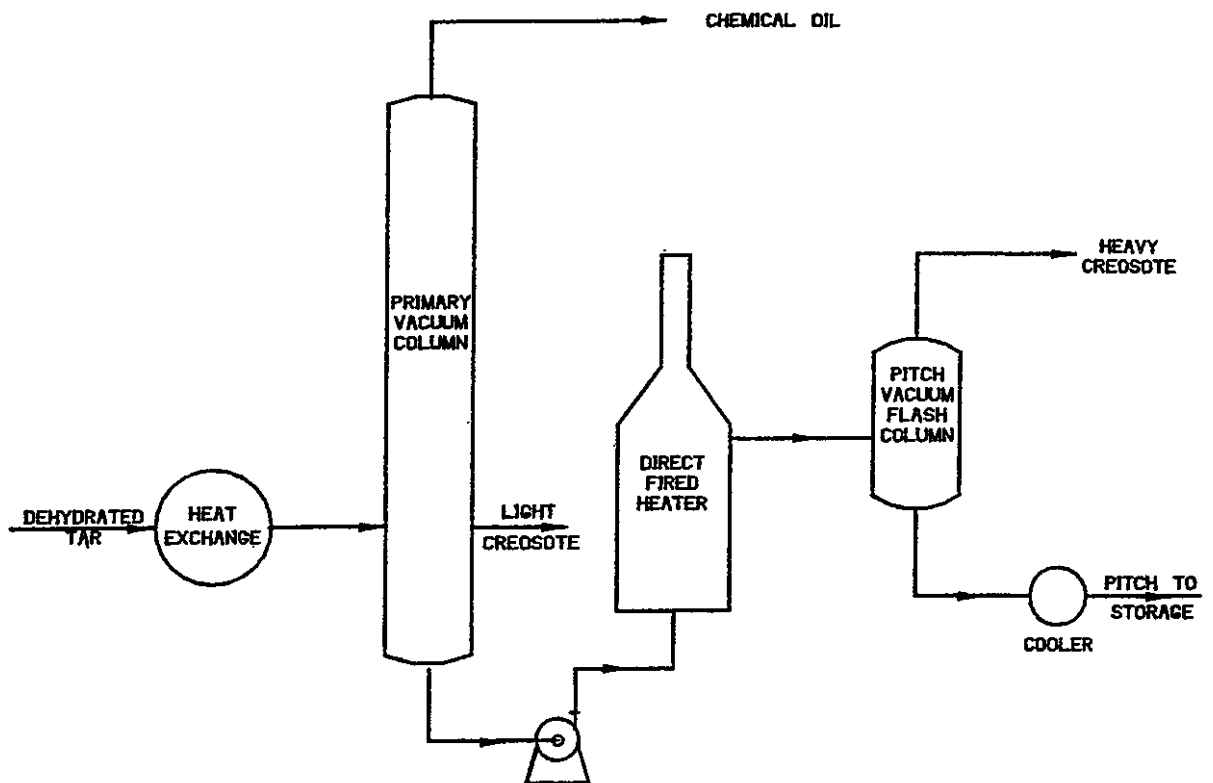 CHEMICAL OIL
PRIMARY
VACUUM
COLUMN
HEAVY
CREOSOTE
PITCH
VACUUM
FLASH
COLUMN
DIRECT
FIRED
HEATER
DEHYDRATED
TAR
HEAT
EXCHANGE
LIGHT
CREOSOTE
PITCH TO
STORAGE
COOLER